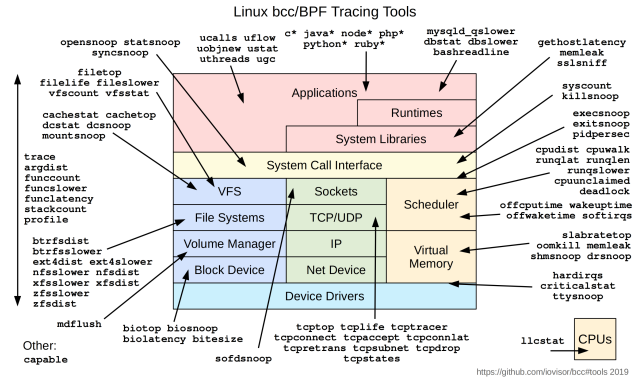 Linux bcc/BPF Tracing Tools
opensnoop statsnoop
syncsnoop
ucalls uflow
uobjnew ustat
uthreads ugc
c* java* node* php*
python* ruby*
mysqld_qslower
dbstat dbslower
bashreadline
gethostlatency
memleak
sslsniff
filetop
filelife fileslower
vfscount vfsstat
cachestat cachetop
dcstat dcsnoop
mountsnoop
trace
argdist
funccount
funcslower
funclatency
stackcount
profile
btrfsdist
btrfsslower
ext4dist ext4slower
nfsslower nfsdist
xfsslower xfsdist
zfsslower
zfsdist
mdflush
Other:
capable
Applications
Runtimes
System Libraries
System Call Interface
VFS
Sockets
Scheduler
File Systems
TCP/UDP
Volume Manager
IP
Virtual
Memory
Block Device
Net Device
Device Drivers
syscount
killsnoop
execsnoop
exitsnoop
pidpersec
cpudist cpuwalk
runqlat runqlen
runqslower
cpuunclaimed
deadlock
offcputime wakeuptime
offwaketime softirqs
slabratetop
oomkill memleak
shmsnoop drsnoop
hardirqs
criticalstat
ttysnoop
biotop biosnoop
biolatency bitesize
sofdsnoop
tcptop tcplife tcptracer
tcpconnect tcpaccept tcpconnlat
tcpretrans tcpsubnet tcpdrop
tcpstates
llcstat
CPUs
https://github.com/iovisor/bcc#tools 2019